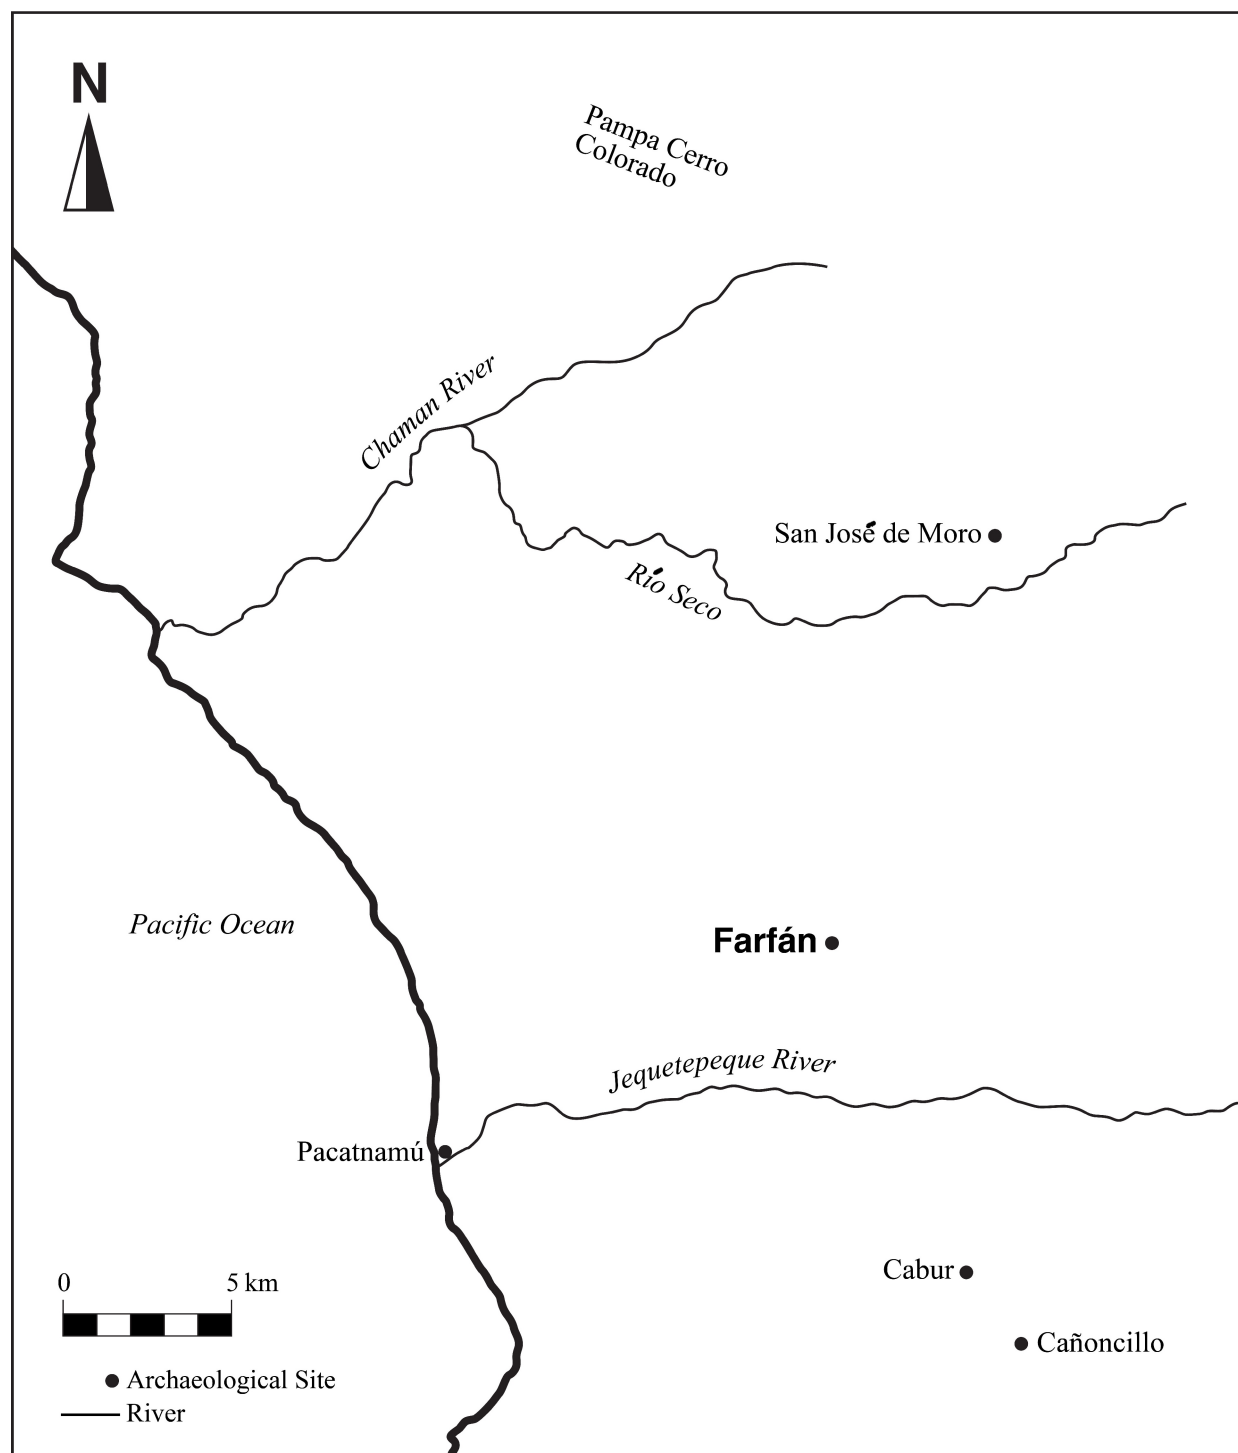 N
Pampa Cerro
Colorado
Chaman River
San José de Moro
Río Seco
Pacific Ocean
Farfán
Jequetepeque River
Pacatnamú
Cabur
0 5 km
Cañoncillo
Archaeological Site
River